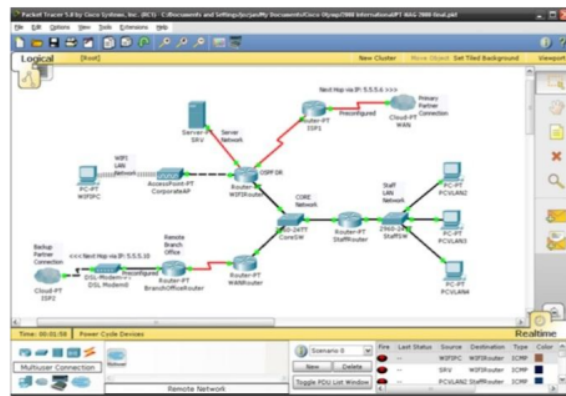 Packet Tracer 5.0 by Cisco Systems, Inc. (RC1)
File Edit Options View Tools Extensions Help
Logical [Root] New Cluster Move Object Set Tiled Background Viewport
Next Hop via IP: 5.5.5.6 >>>
Preconfigured
Router-PT
ISP1
Cloud-PT
WAN
Primary
Partner
Connection
Server-PT
SRV
Server
Network
WIFI
LAN
Network
PC-PT
WIFIPC
AccessPoint-PT
CorporateAP
OSPF DR
Router-PT
WIFIRouter
CORE
Network
2960-24TT
CoreSW
Router-PT
StaffRouter
Staff
LAN
Network
2960-24TT
StaffSW
PC-PT
PCVLAN2
PC-PT
PCVLAN3
PC-PT
PCVLAN4
Remote
Branch
Office
Backup
Partner
Connection
<<< Next Hop via IP: 5.5.5.10
Preconfigured
Cloud-PT
ISP2
DSL Modem0
Router-PT
BranchOfficeRouter
Router-PT
WANRouter
Time: 00:01:50 Power Cycle Devices Realtime
Multiuser Connection
Remote Network
Scenario 0
New Delete
Toggle PDU List Window
Fire Last Status Source Destination Type Color
-- WIFIPC WIFIRouter ICMP
-- SRV WIFIRouter ICMP
-- PCVLAN2 StaffRouter ICMP